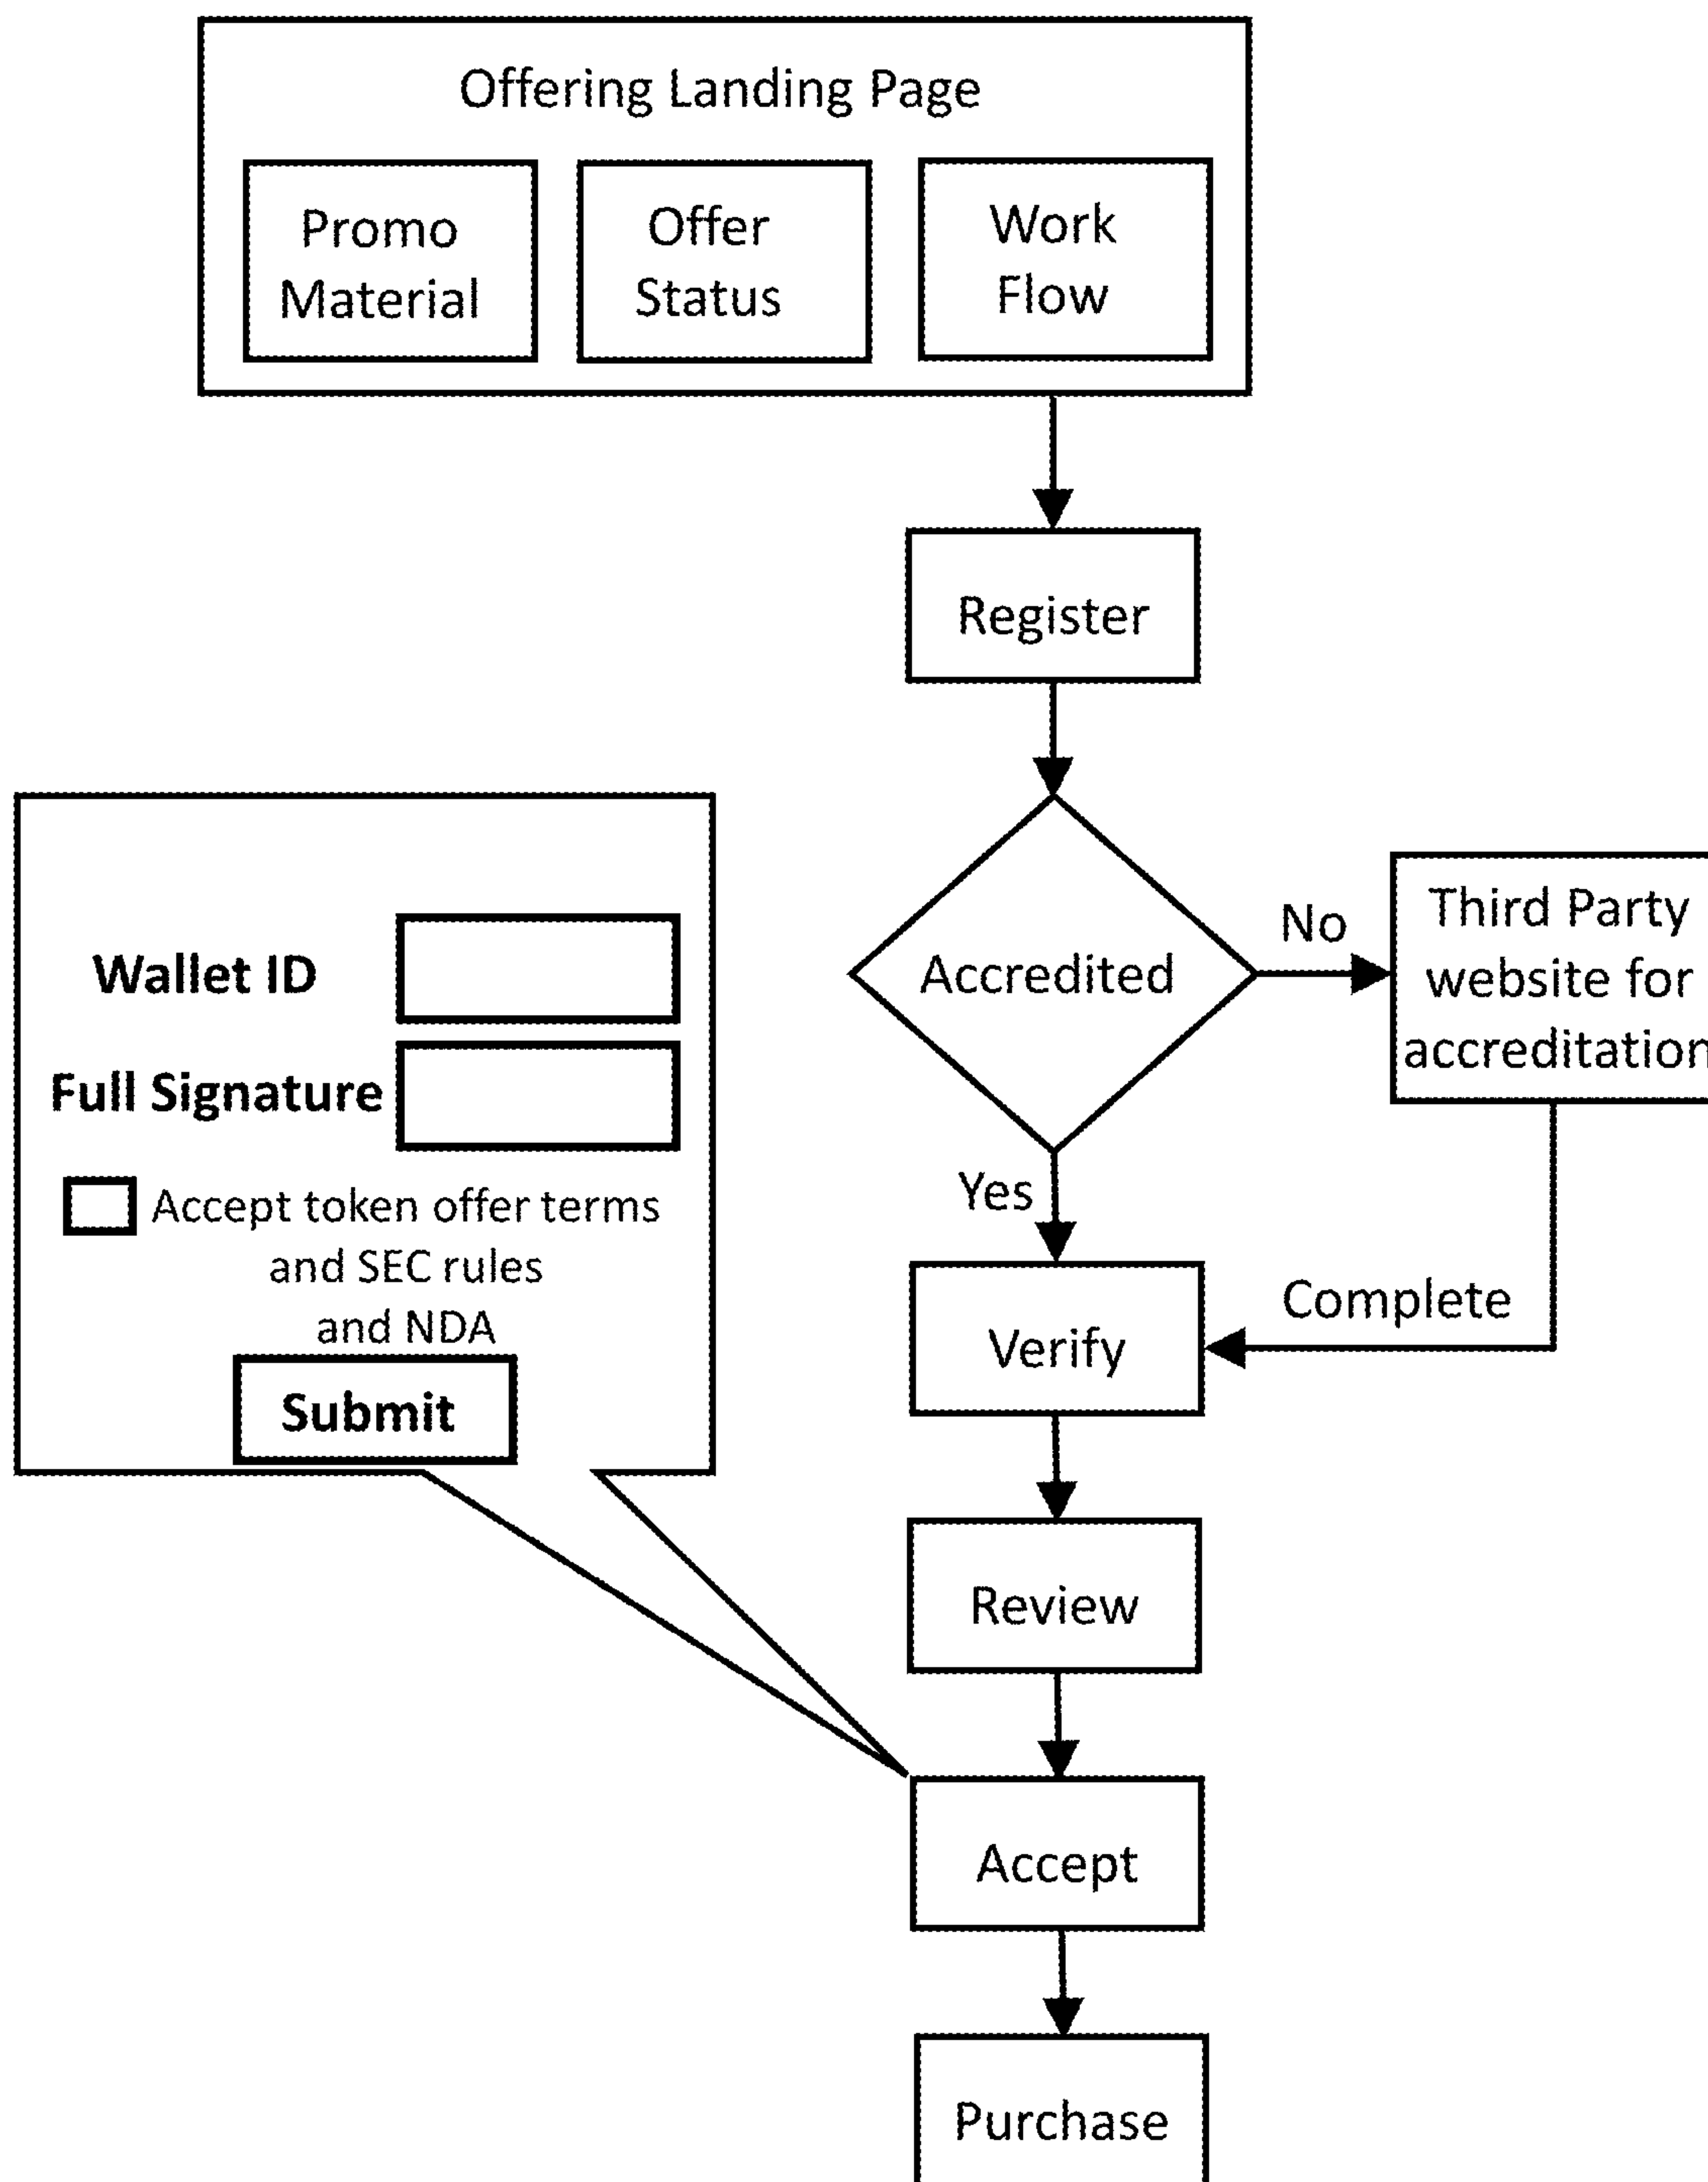 Offering Landing Page
Promo
Material
Offer
Status
Work
Flow
Register
Accredited
No
Third Party
website for
accreditation
Yes
Complete
Verify
Wallet ID
Full Signature
Accept token offer terms
and SEC rules
and NDA
Submit
Review
Accept
Purchase